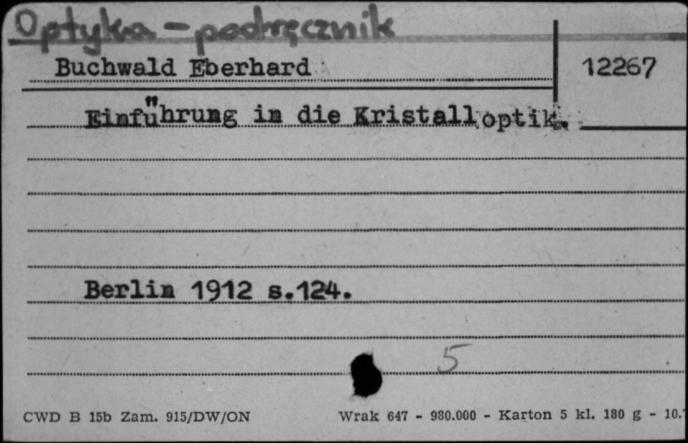 Optyka - podręcznik
Buchwald Eberhard 12267
Einführung in die Kristalloptik.
Berlin 1912 s.124.
5
CWD B 15b Zam. 915/DW/ON Wrak 647 - 980.000 - Karton 5 kl. 180 g - 10.